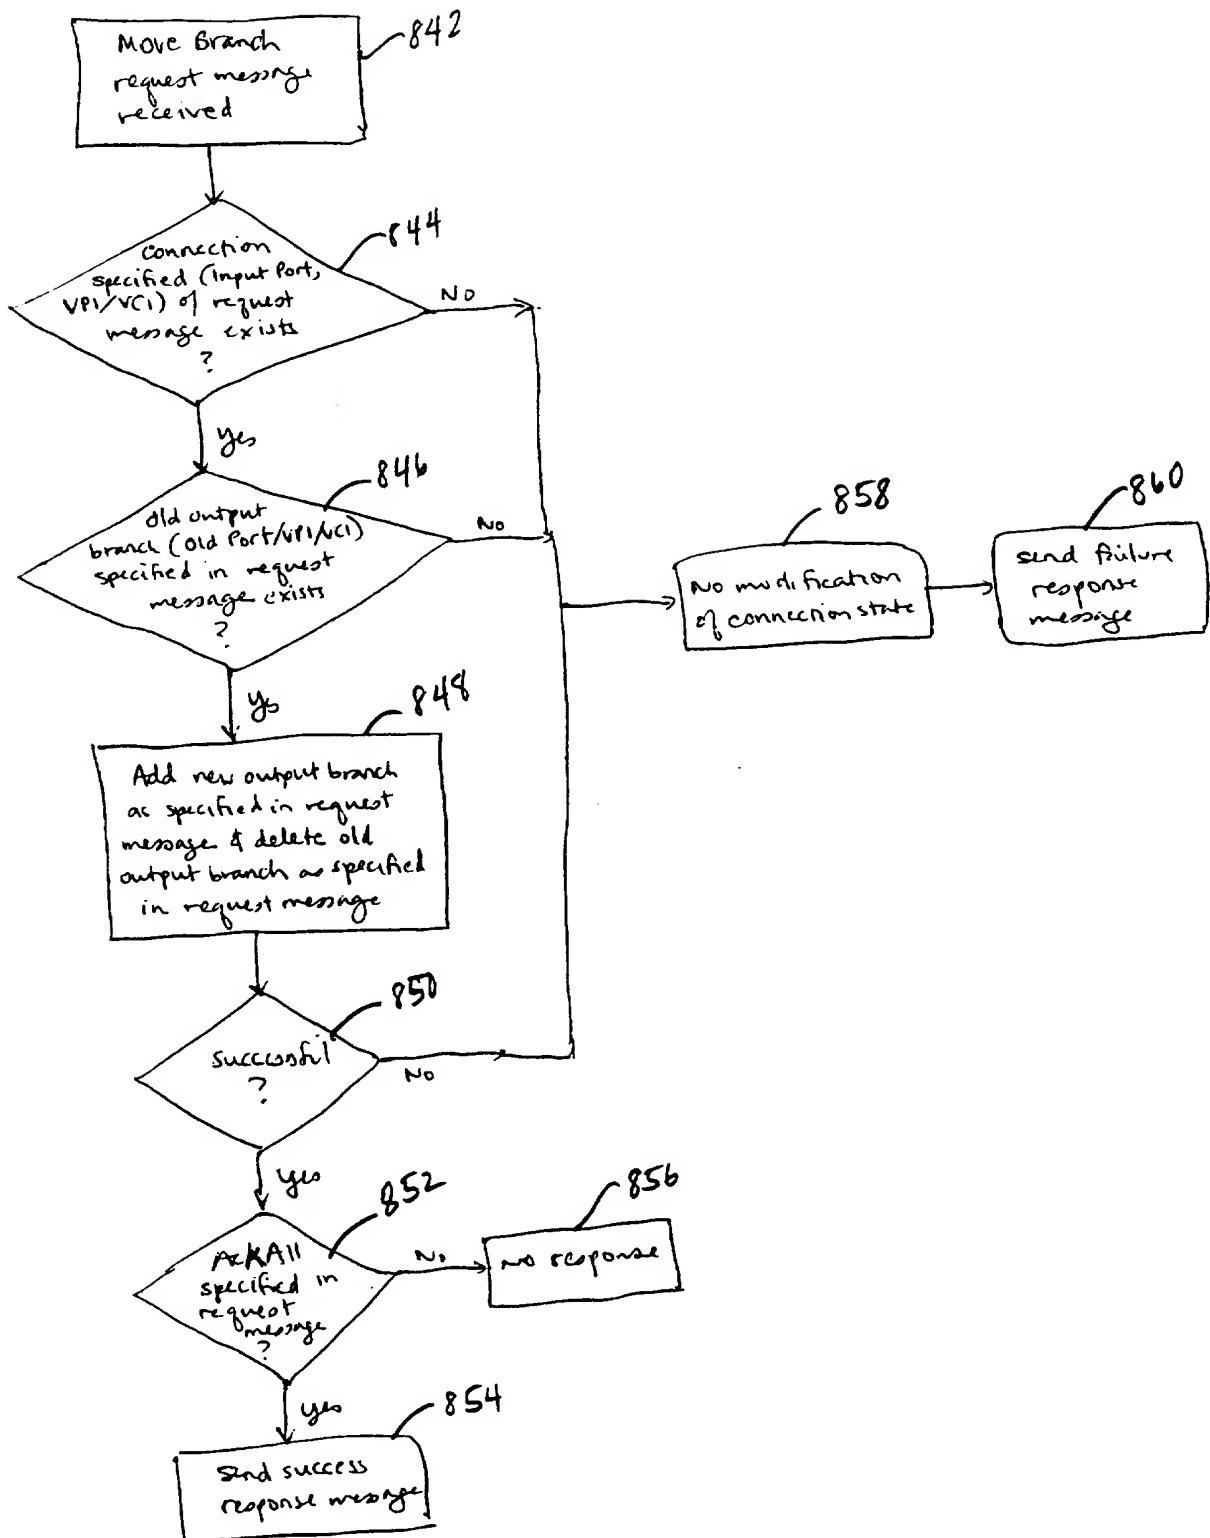 842
Move Branch
request message
received
844
Connection
specified (Input Port,
VPI/VCI) of request
message exists
?
No
Yes
846
Old output
branch (Old Port/VPI/VCI)
specified in request
message exists
?
No
858
No modification
of connection state
860
send failure
response
message
Yes
848
Add new output branch
as specified in request
message & delete old
output branch as specified
in request message
850
successful
?
No
Yes
852
AckAll
specified in
request
message
?
No
856
No response
Yes
854
send success
response message